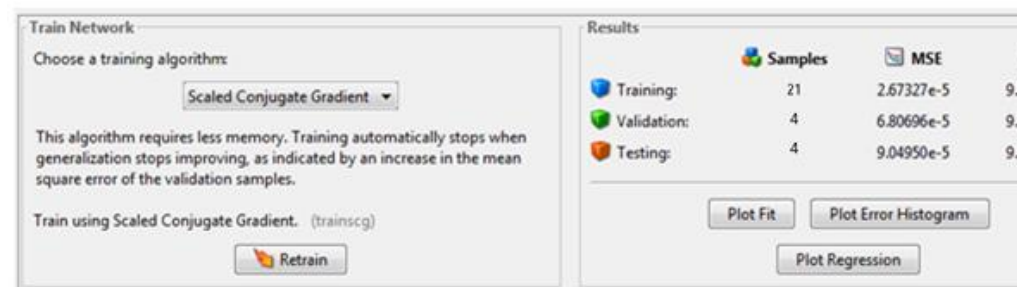 Train Network
Choose a training algorithm:
Scaled Conjugate Gradient
This algorithm requires less memory. Training automatically stops when
generalization stops improving, as indicated by an increase in the mean
square error of the validation samples.
Train using Scaled Conjugate Gradient. (trainscg)
Retrain
Results
Samples MSE
Training: 21 2.67327e-5 9.
Validation: 4 6.80696e-5 9.
Testing: 4 9.04950e-5 9.
Plot Fit Plot Error Histogram
Plot Regression